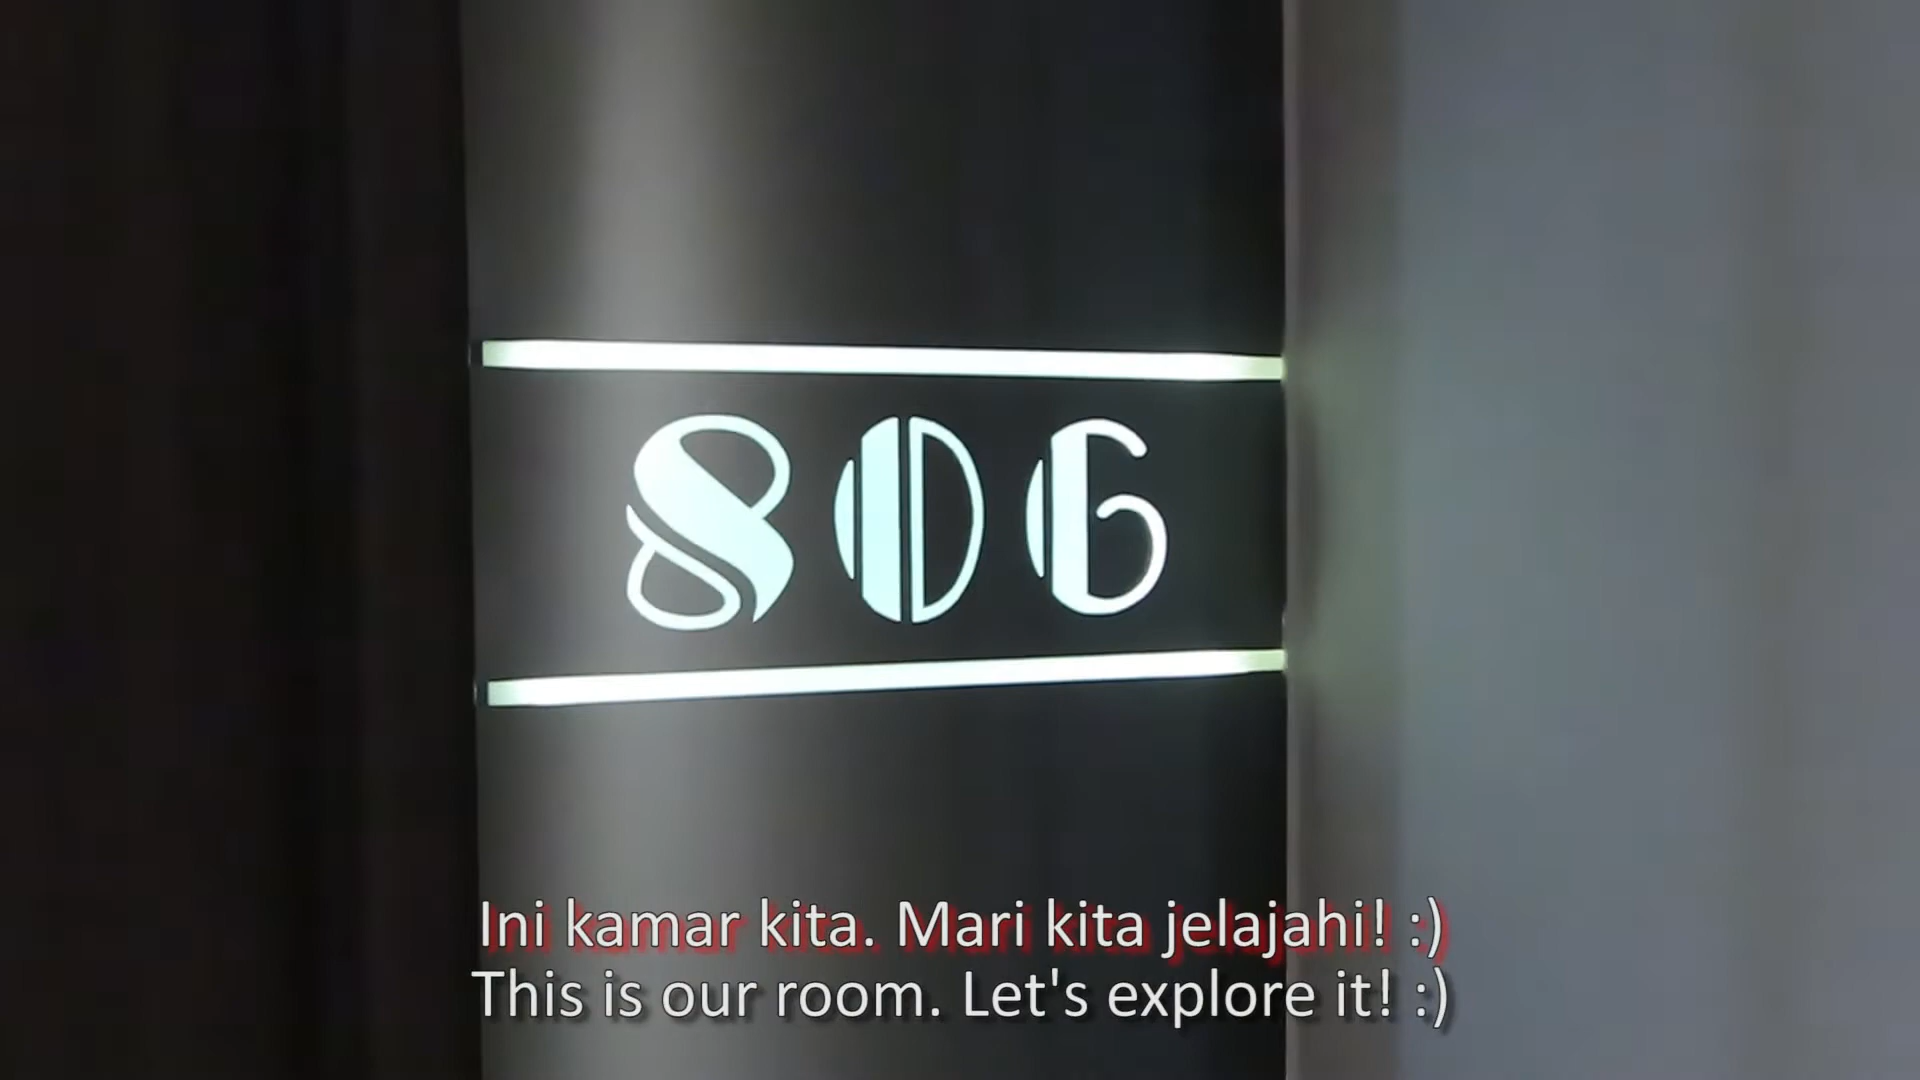 806
Ini kamar kita. Mari kita jelajahi! :)
This is our room. Let's explore it! :)